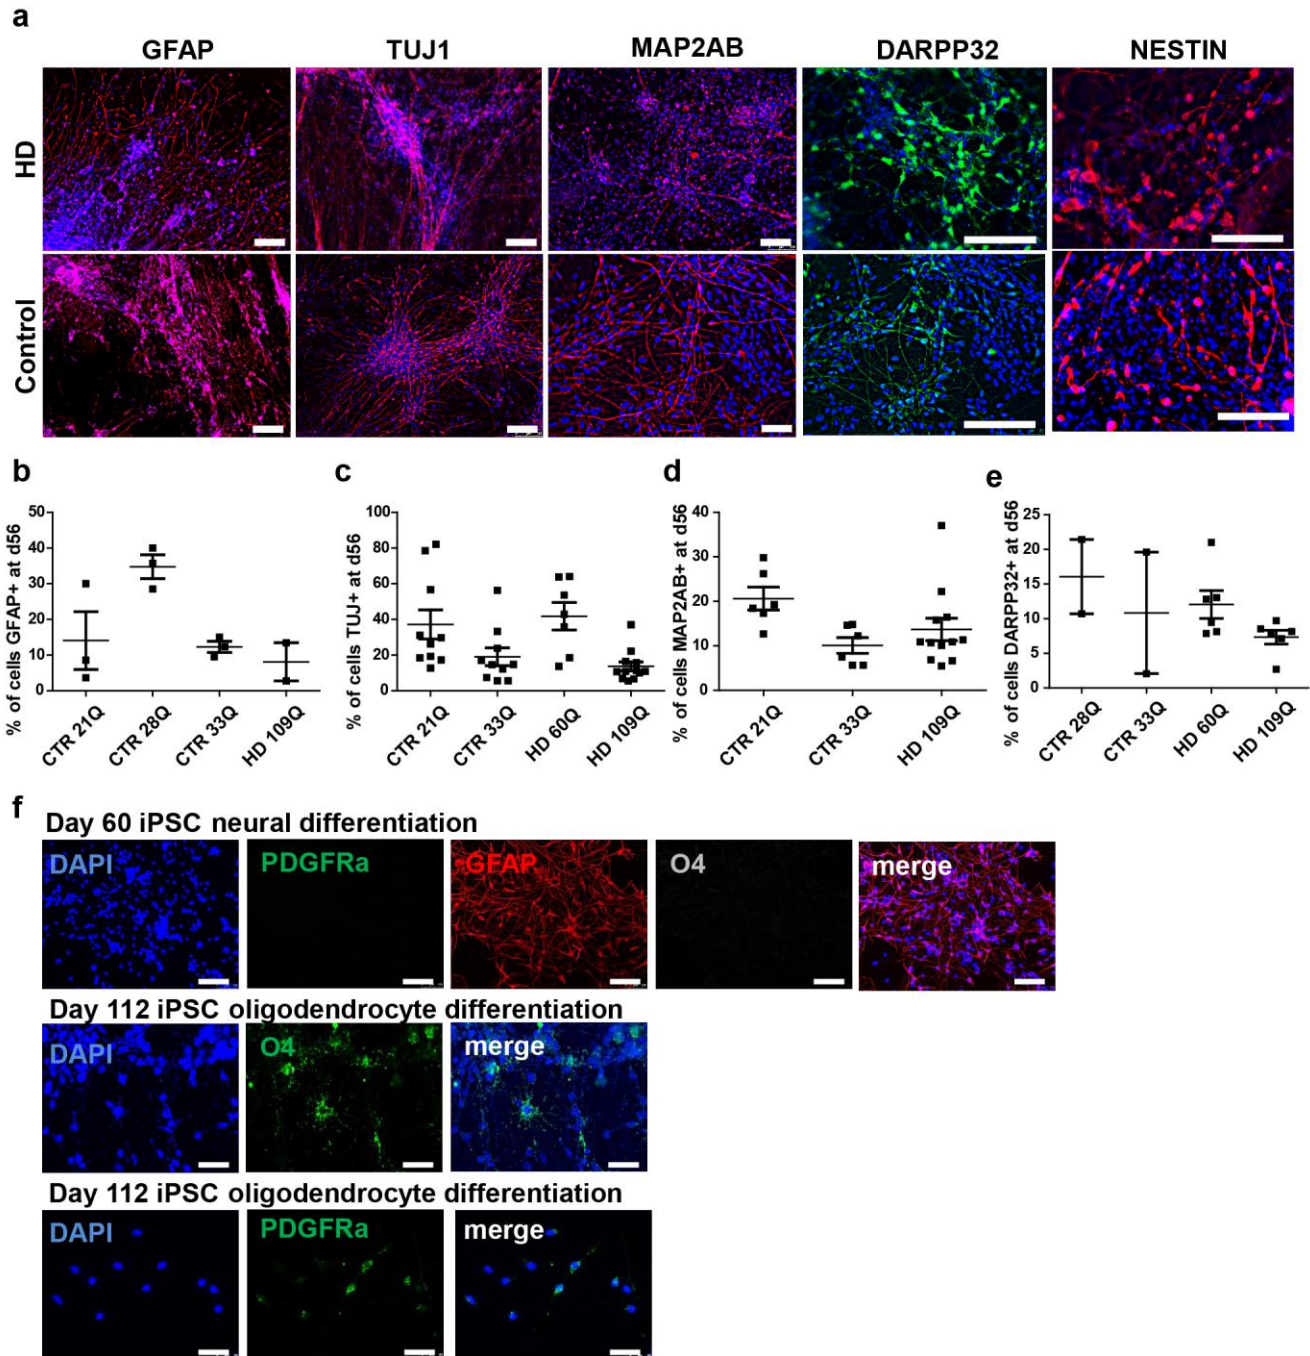 a
GFAP TUJ1 MAP2AB DARPP32 NESTIN
HD
Control
b c d e
% of cells GFAP+ at d56
50
40
30
20
10
0
CTR 21Q CTR 28Q CTR 33Q HD 109Q
% of cells TUJ+ at d56
100
80
60
40
20
0
CTR 21Q CTR 33Q HD 60Q HD 109Q
% of cells MAP2AB+ at d56
40
30
20
10
0
CTR 21Q CTR 33Q HD 109Q
% of cells DARPP32+ at d56
25
20
15
10
5
0
CTR 28Q CTR 33Q HD 60Q HD 109Q
f
Day 60 iPSC neural differentiation
DAPI PDGFRa GFAP O4 merge
Day 112 iPSC oligodendrocyte differentiation
DAPI O4 merge
Day 112 iPSC oligodendrocyte differentiation
DAPI PDGFRa merge